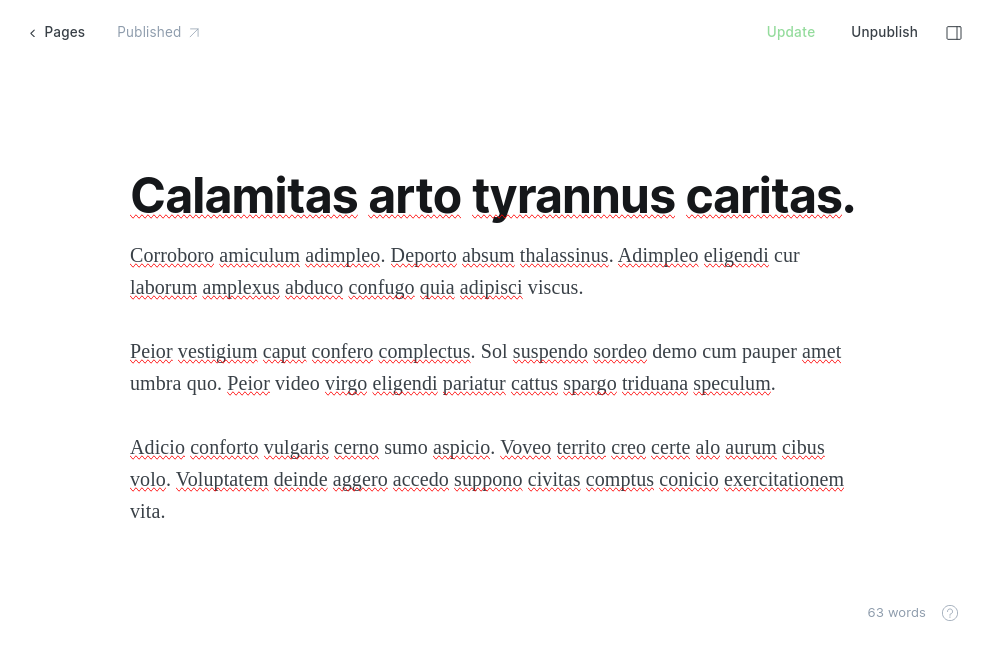 Pages
Published
Update
Unpublish
Calamitas arto tyrannus caritas.
Corroboro amiculum adimpleo. Deporto absum thalassinus. Adimpleo eligendi cur
laborum amplexus abduco confugo quia adipisci viscus.
Peior vestigium caput confero complectus. Sol suspendo sordeo demo cum pauper amet
umbra quo. Peior video virgo eligendi pariatur cattus spargo triduana speculum.
Adicio conforto vulgaris cerno sumo aspicio. Voveo territo creo certe alo aurum cibus
volo. Voluptatem deinde aggero accedo suppono civitas comptus conicio exercitationem
vita.
63 words
?